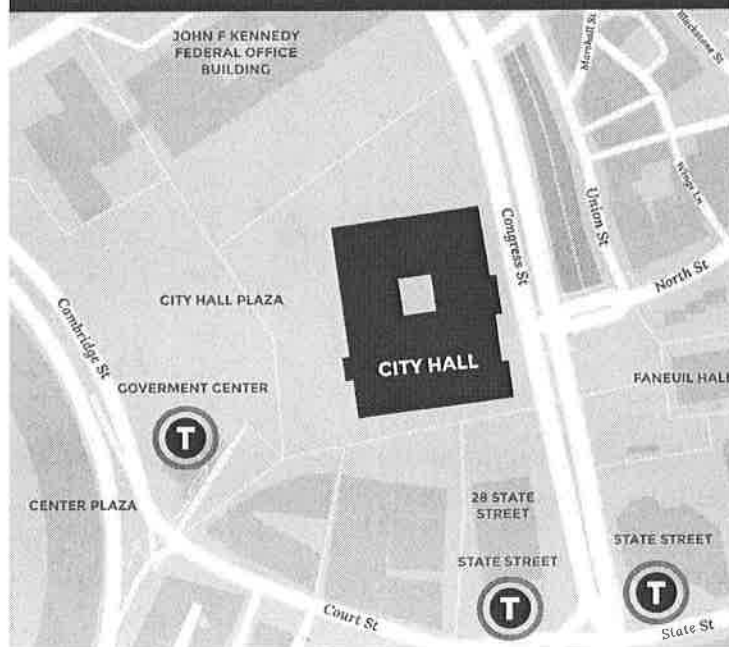 JOHN F KENNEDY
FEDERAL OFFICE
BUILDING
Marshall St
Blackstone St
Congress St
Union St
Wings Ln
North St
CITY HALL PLAZA
Cambridge St
CITY HALL
GOVERMENT CENTER
FANEUIL HALL
T
CENTER PLAZA
28 STATE
STREET
STATE STREET
T
STATE STREET
T
Court St
State St